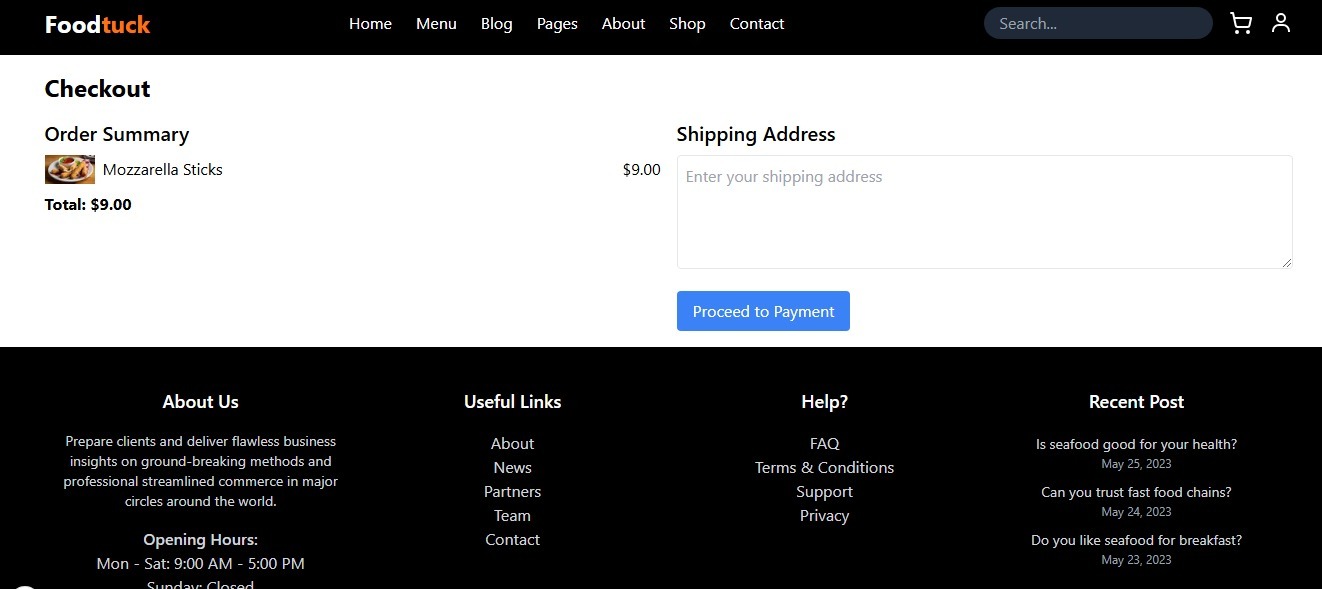 Foodtuck
Home Menu Blog Pages About Shop Contact
Search...
Checkout
Order Summary
Mozzarella Sticks $9.00
Total: $9.00
Shipping Address
Enter your shipping address
Proceed to Payment
About Us
Prepare clients and deliver flawless business
insights on ground-breaking methods and
professional streamlined commerce in major
circles around the world.
Opening Hours:
Mon - Sat: 9:00 AM - 5:00 PM
Sunday: Closed
Useful Links
About
News
Partners
Team
Contact
Help?
FAQ
Terms & Conditions
Support
Privacy
Recent Post
Is seafood good for your health?
May 25, 2023
Can you trust fast food chains?
May 24, 2023
Do you like seafood for breakfast?
May 23, 2023